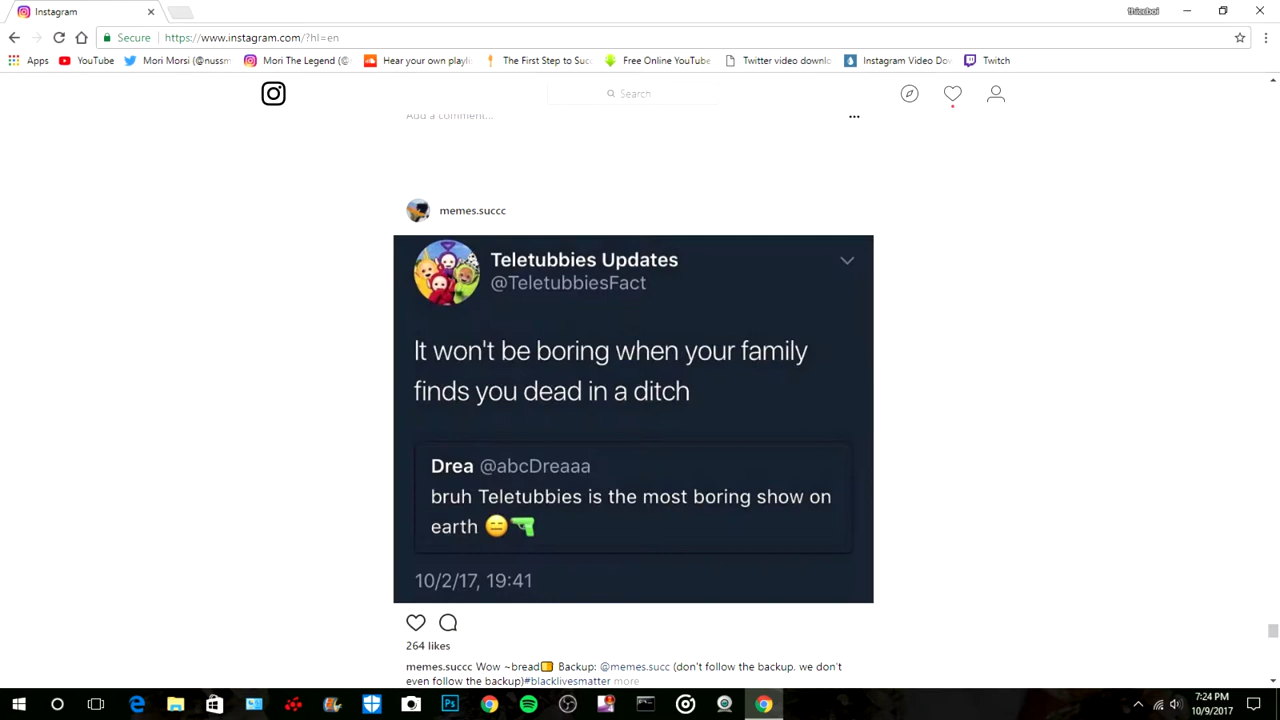 Instagram
thiccboi
Secure
https://www.instagram.com/?hl=en
Apps YouTube Mori Morsi (@nussm Mori The Legend (@ Hear your own playli The First Step to Suc Free Online YouTube Twitter video downlo Instagram Video Do Twitch
Search
Add a comment...
memes.succc
Teletubbies Updates
@TeletubbiesFact
It won't be boring when your family
finds you dead in a ditch
Drea @abcDreaaa
bruh Teletubbies is the most boring show on
earth 😑🔫
10/2/17, 19:41
264 likes
memes.succc Wow ~bread🍞 Backup: @memes.succ (don't follow the backup. we don't
even follow the backup)#blacklivesmatter more
7:24 PM
10/9/2017